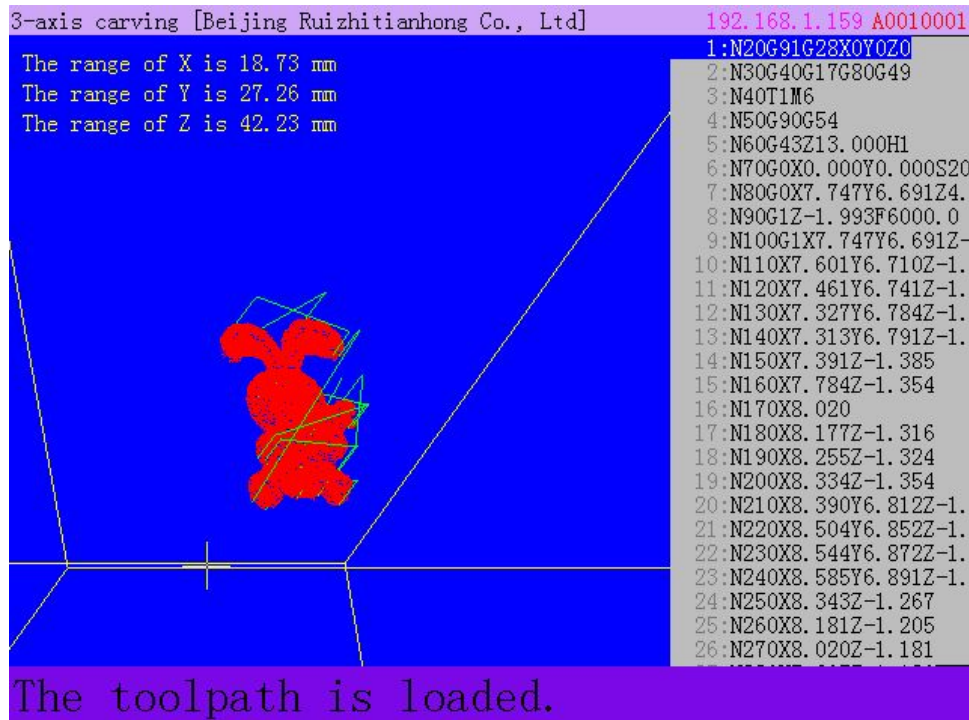 3-axis carving [Beijing Ruizhitianhong Co., Ltd]
192.168.1.159 A0010001
The range of X is 18.73 mm
The range of Y is 27.26 mm
The range of Z is 42.23 mm
1:N20G91G28X0Y0Z0
2:N30G40G17G80G49
3:N40T1M6
4:N50G90G54
5:N60G43Z13.000H1
6:N70G0X0.000Y0.000S20
7:N80G0X7.747Y6.691Z4.
8:N90G1Z-1.993F6000.0
9:N100G1X7.747Y6.691Z-
10:N110X7.601Y6.710Z-1.
11:N120X7.461Y6.741Z-1.
12:N130X7.327Y6.784Z-1.
13:N140X7.313Y6.791Z-1.
14:N150X7.391Z-1.385
15:N160X7.784Z-1.354
16:N170X8.020
17:N180X8.177Z-1.316
18:N190X8.255Z-1.324
19:N200X8.334Z-1.354
20:N210X8.390Y6.812Z-1.
21:N220X8.504Y6.852Z-1.
22:N230X8.544Y6.872Z-1.
23:N240X8.585Y6.891Z-1.
24:N250X8.343Z-1.267
25:N260X8.181Z-1.205
26:N270X8.020Z-1.181
The toolpath is loaded.